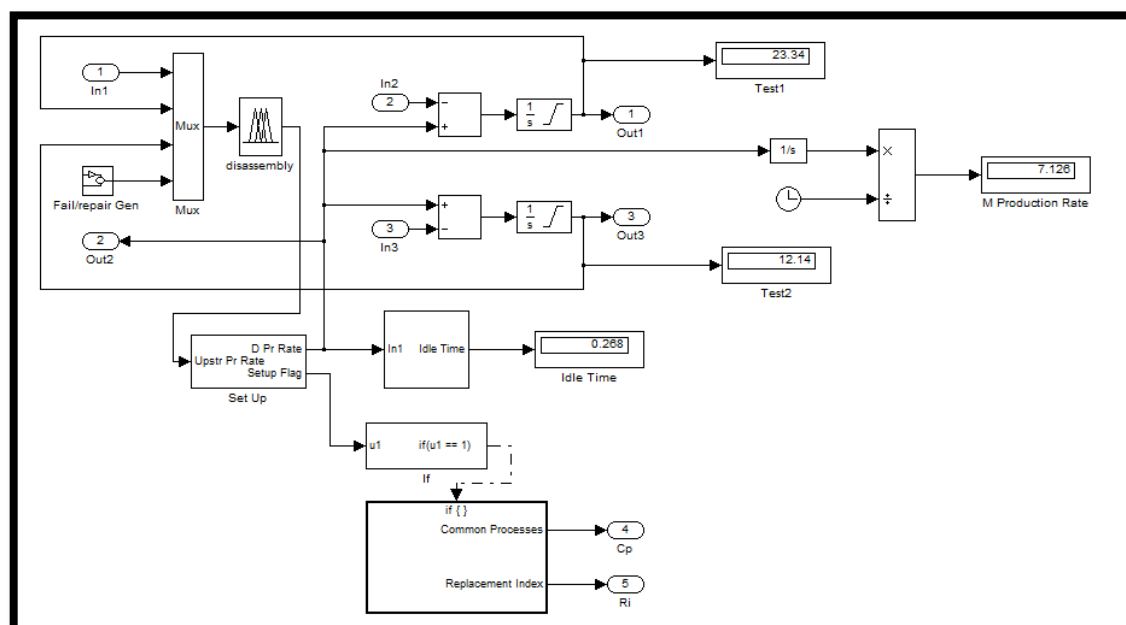 1
In1
Mux
Mux
disassembly
Fail/repair Gen
2
Out2
In2
2
−
+
1
s
1
Out1
23.34
Test1
1/s
×
÷
7.126
M Production Rate
+
−
3
In3
1
s
3
Out3
12.14
Test2
D Pr Rate
Upstr Pr Rate
Setup Flag
Set Up
In1
Idle Time
0.268
Idle Time
u1
if(u1 == 1)
If
if { }
Common Processes
Replacement Index
4
Cp
5
Ri